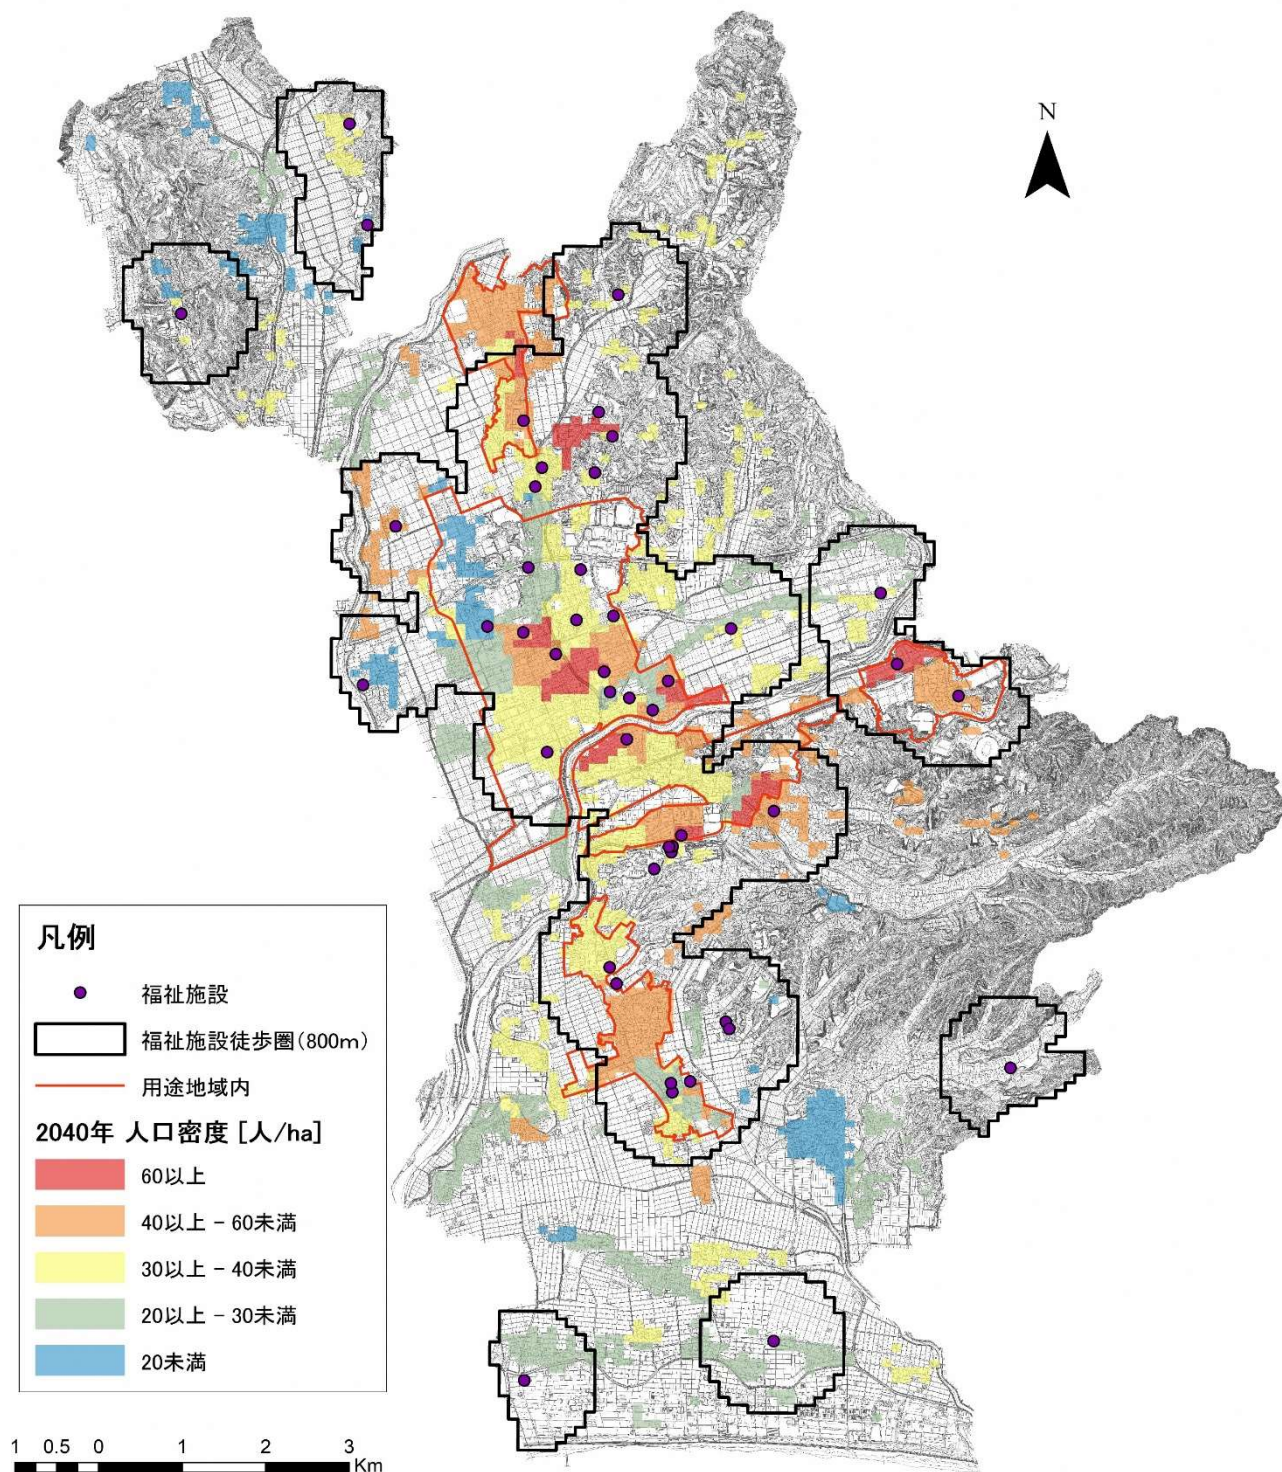 N
凡例
福祉施設
福祉施設徒歩圏(800m)
用途地域内
2040年 人口密度 [人/ha]
60以上
40以上 - 60未満
30以上 - 40未満
20以上 - 30未満
20未満
1 0.5 0 1 2 3
Km